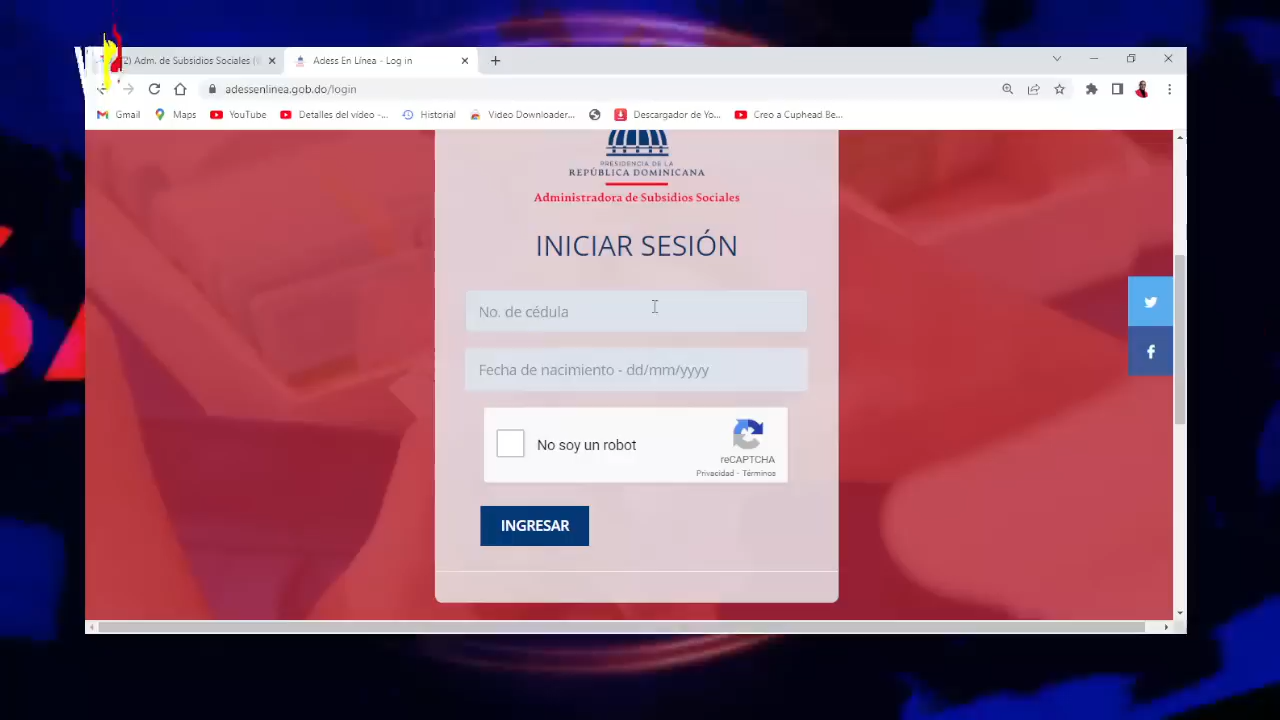 2) Adm. de Subsidios Sociales (
Adess En Línea - Log in
adessenlinea.gob.do/login
Gmail
Maps
YouTube
Detalles del vídeo -...
Historial
Video Downloader...
Descargador de Yo...
Creo a Cuphead Be...
PRESIDENCIA DE LA
REPÚBLICA DOMINICANA
Administradora de Subsidios Sociales
INICIAR SESIÓN
No. de cédula
Fecha de nacimiento - dd/mm/yyyy
No soy un robot
reCAPTCHA
Privacidad - Términos
INGRESAR